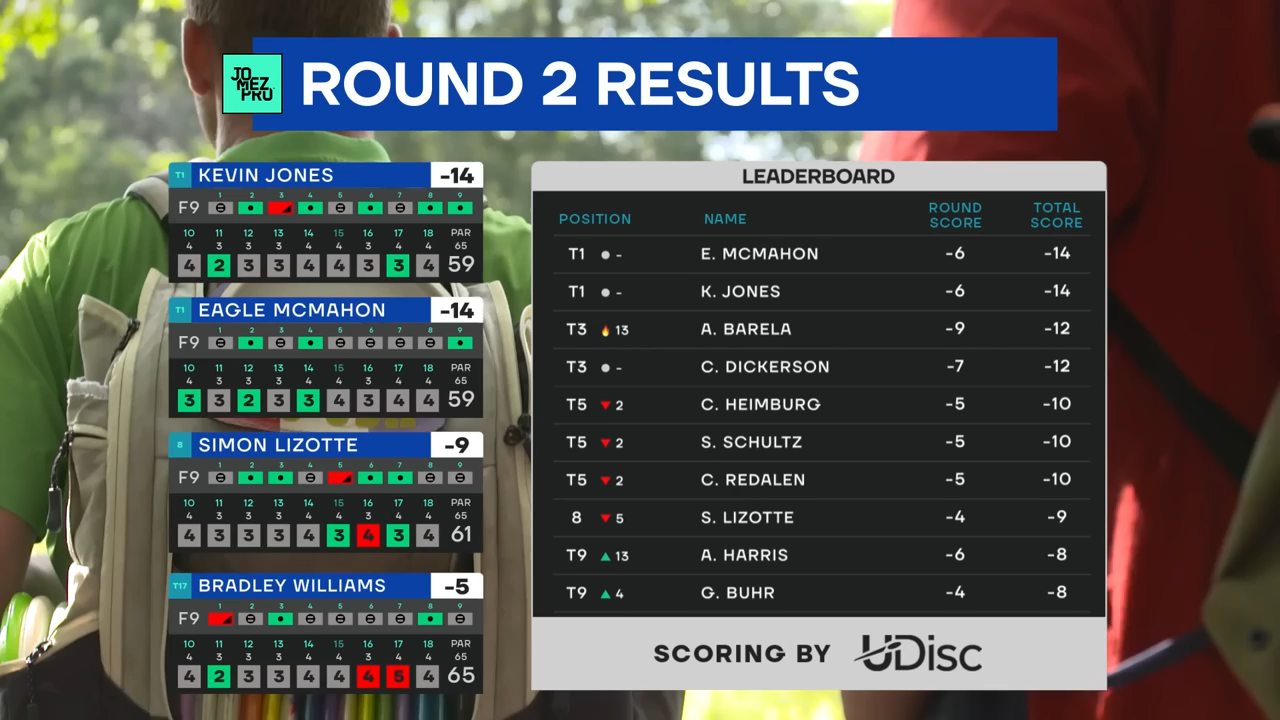 JO
MEZ
PRO
ROUND 2 RESULTS
T1 KEVIN JONES -14
1 2 3 4 5 6 7 8 9
F9
10 11 12 13 14 15 16 17 18 PAR
4 3 3 3 4 4 3 4 4 65
4 2 3 3 4 4 3 3 4 59
T1 EAGLE MCMAHON -14
1 2 3 4 5 6 7 8 9
F9
10 11 12 13 14 15 16 17 18 PAR
4 3 3 3 4 4 3 4 4 65
3 3 2 3 3 4 3 4 4 59
8 SIMON LIZOTTE -9
1 2 3 4 5 6 7 8 9
F9
10 11 12 13 14 15 16 17 18 PAR
4 3 3 3 4 4 3 4 4 65
4 3 3 3 4 3 4 3 4 61
T17 BRADLEY WILLIAMS -5
1 2 3 4 5 6 7 8 9
F9
10 11 12 13 14 15 16 17 18 PAR
4 3 3 3 4 4 3 4 4 65
4 2 3 3 4 4 4 5 4 65
LEADERBOARD
POSITION NAME ROUND SCORE TOTAL SCORE
T1 - E. MCMAHON -6 -14
T1 - K. JONES -6 -14
T3 13 A. BARELA -9 -12
T3 - C. DICKERSON -7 -12
T5 2 C. HEIMBURG -5 -10
T5 2 S. SCHULTZ -5 -10
T5 2 C. REDALEN -5 -10
8 5 S. LIZOTTE -4 -9
T9 13 A. HARRIS -6 -8
T9 4 G. BUHR -4 -8
SCORING BY UDisc